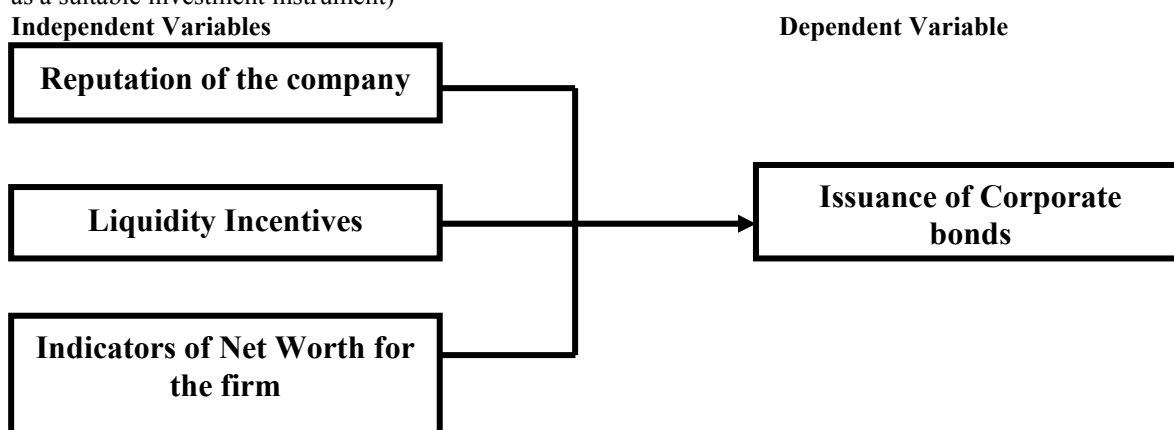 as a suitable investment instrument)
Independent Variables Dependent Variable
Reputation of the company
Liquidity Incentives
Issuance of Corporate
bonds
Indicators of Net Worth for
the firm